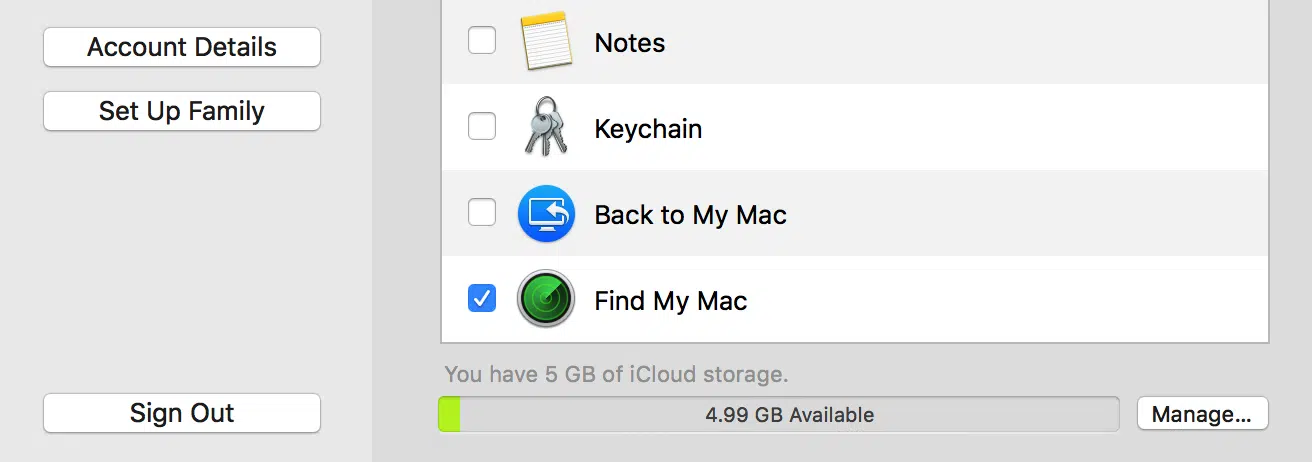 Account Details
Set Up Family
Sign Out
Notes
Keychain
Back to My Mac
Find My Mac
You have 5 GB of iCloud storage.
4.99 GB Available
Manage...